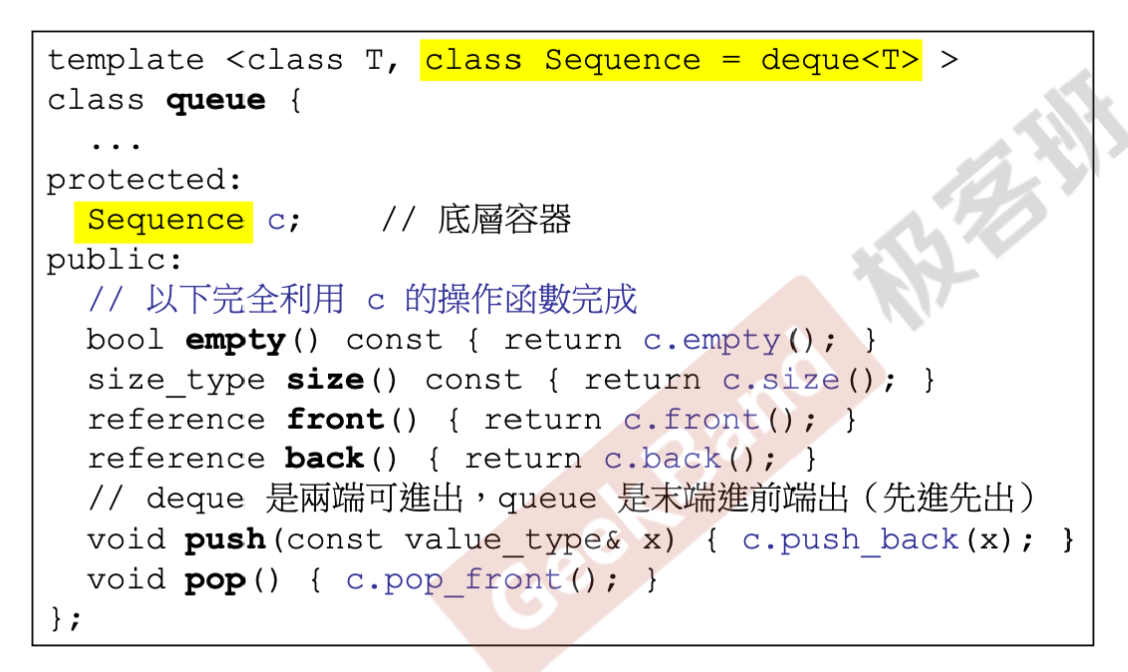 template <class T, class Sequence = deque<T> >
class queue {
  ...
protected:
  Sequence c;    // 底層容器
public:
  // 以下完全利用 c 的操作函數完成
  bool empty() const { return c.empty(); }
  size_type size() const { return c.size(); }
  reference front() { return c.front(); }
  reference back() { return c.back(); }
  // deque 是兩端可進出，queue 是末端進前端出（先進先出）
  void push(const value_type& x) { c.push_back(x); }
  void pop() { c.pop_front(); }
};
GeekBand
极客班